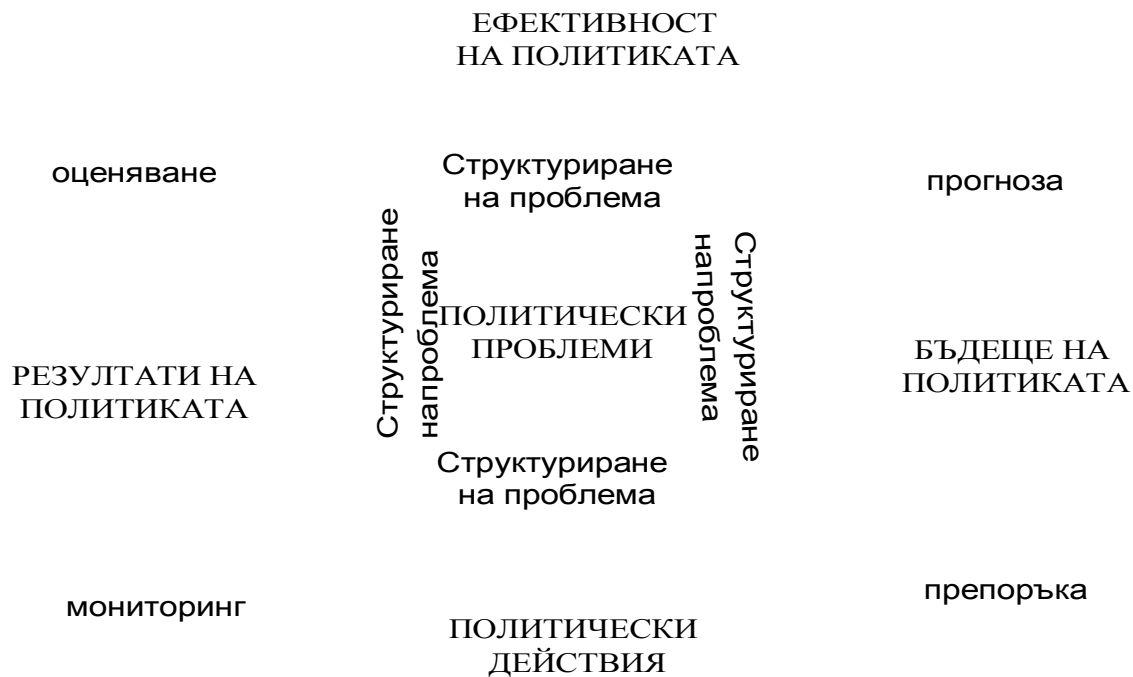 ЕФЕКТИВНОСТ
НА ПОЛИТИКАТА
оценяване
Структуриране
на проблема
прогноза
Структуриране
напроблема
ПОЛИТИЧЕСКИ
ПРОБЛЕМИ
Структуриране
напроблема
РЕЗУЛТАТИ НА
ПОЛИТИКАТА
БЪДЕЩЕ НА
ПОЛИТИКАТА
Структуриране
на проблема
мониторинг
препоръка
ПОЛИТИЧЕСКИ
ДЕЙСТВИЯ